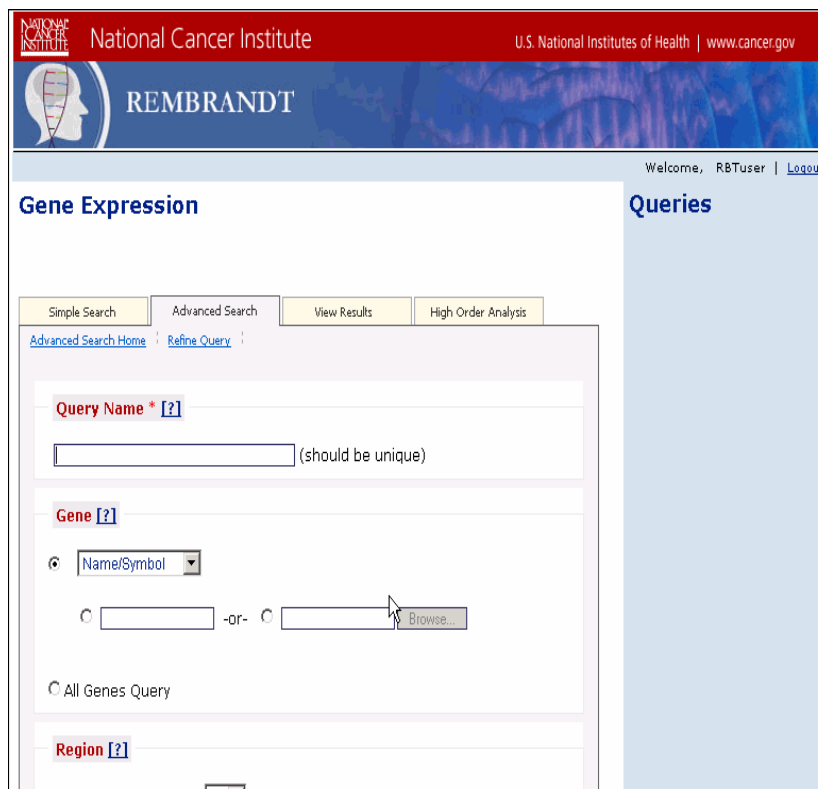 NATIONAL
CANCER
INSTITUTE
National Cancer Institute
U.S. National Institutes of Health | www.cancer.gov
REMBRANDT
Welcome, RBTuser | Logou
Gene Expression
Queries
Simple Search
Advanced Search
View Results
High Order Analysis
Advanced Search Home
Refine Query
Query Name * [?]
(should be unique)
Gene [?]
Name/Symbol
-or-
Browse...
All Genes Query
Region [?]